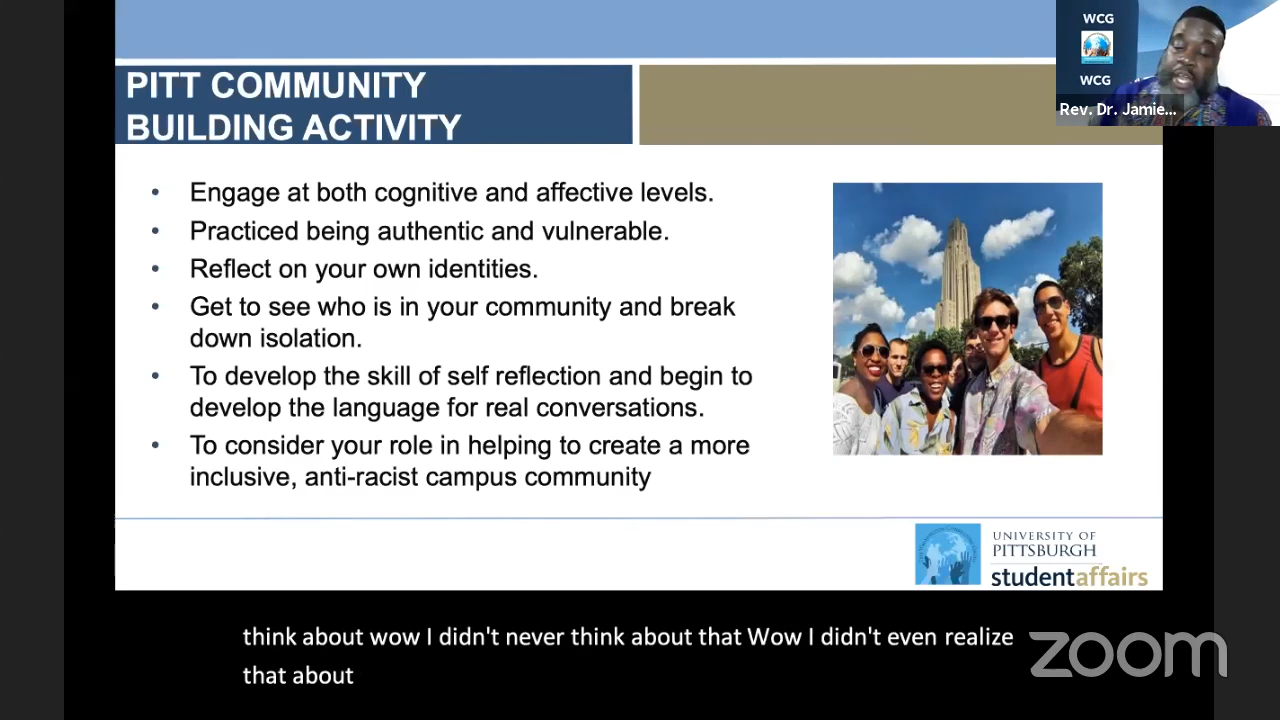 WCG
WCG
Rev. Dr. Jamie...
PITT COMMUNITY
BUILDING ACTIVITY
• Engage at both cognitive and affective levels.
• Practiced being authentic and vulnerable.
• Reflect on your own identities.
• Get to see who is in your community and break
down isolation.
• To develop the skill of self reflection and begin to
develop the language for real conversations.
• To consider your role in helping to create a more
inclusive, anti-racist campus community
UNIVERSITY OF
PITTSBURGH
studentaffairs
think about wow I didn't never think about that Wow I didn't even realize
that about
zoom